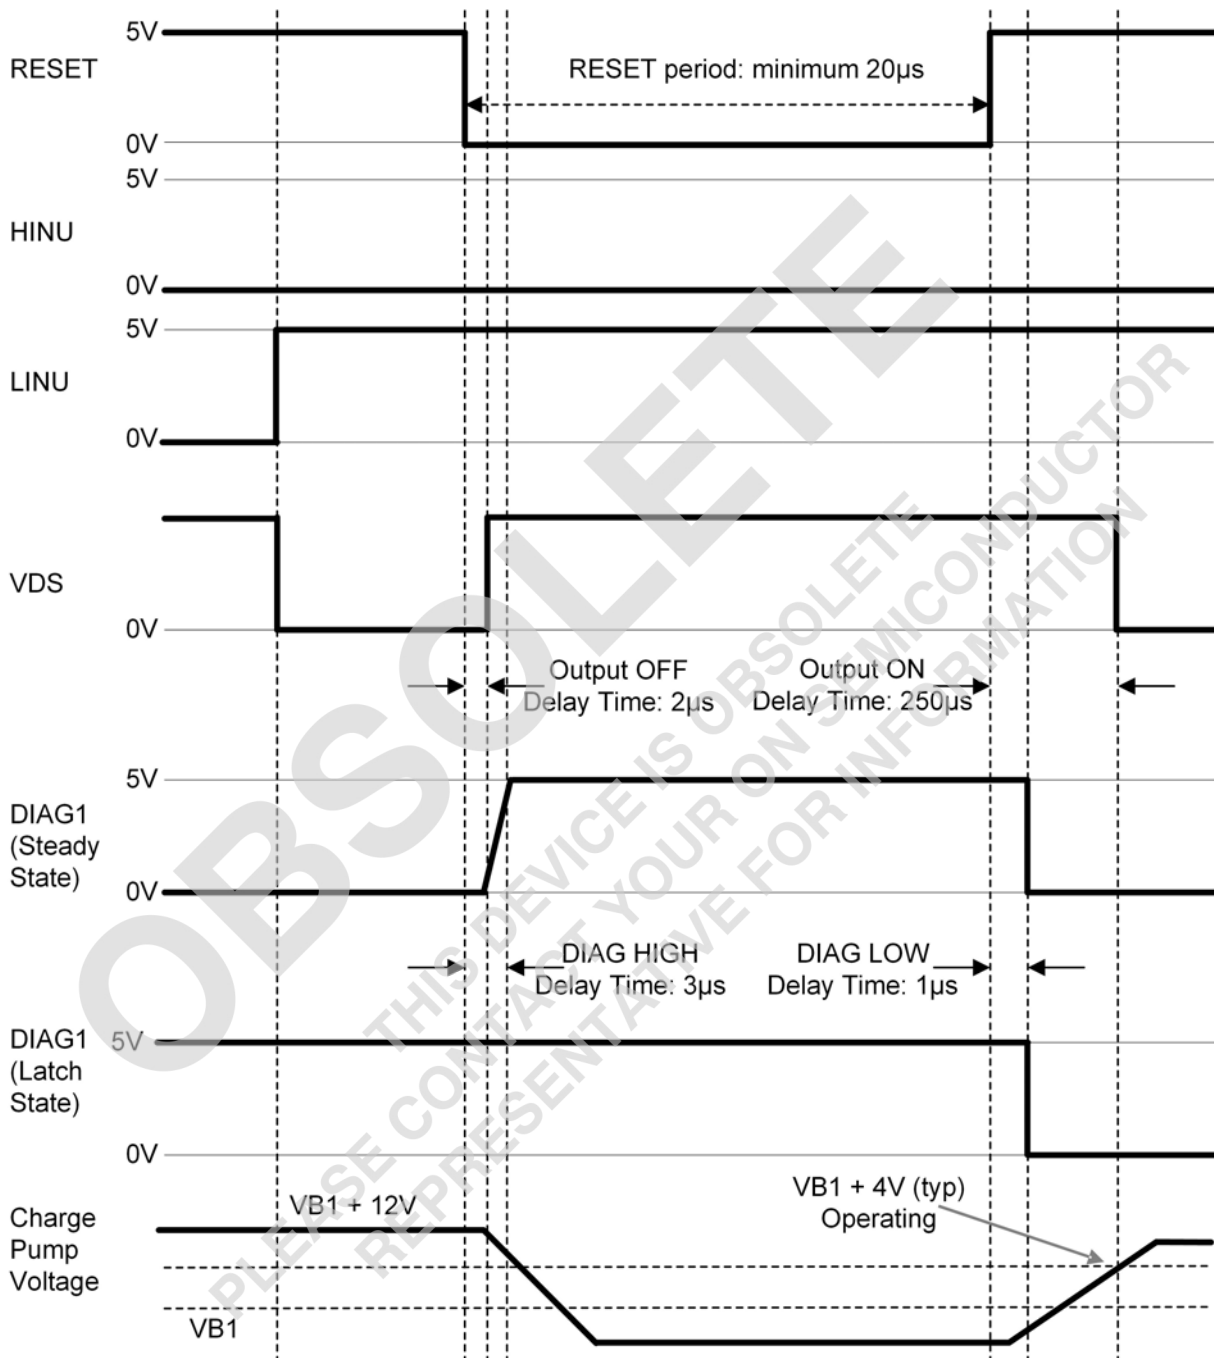 5V
RESET
RESET period: minimum 20µs
0V
5V
HINU
0V
5V
LINU
0V
VDS
0V
Output OFF
Delay Time: 2µs
Output ON
Delay Time: 250µs
5V
DIAG1
(Steady
State)
0V
DIAG HIGH
Delay Time: 3µs
DIAG LOW
Delay Time: 1µs
DIAG1
(Latch
State)
5V
0V
VB1 + 12V
VB1 + 4V (typ)
Operating
Charge
Pump
Voltage
VB1
OBSOLETE
THIS DEVICE IS OBSOLETE
PLEASE CONTACT YOUR ON SEMICONDUCTOR
REPRESENTATIVE FOR INFORMATION